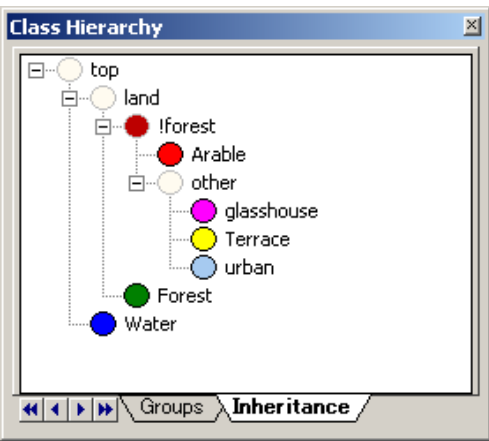 Class Hierarchy
top
land
!forest
Arable
other
glasshouse
Terrace
urban
Forest
Water
Groups Inheritance